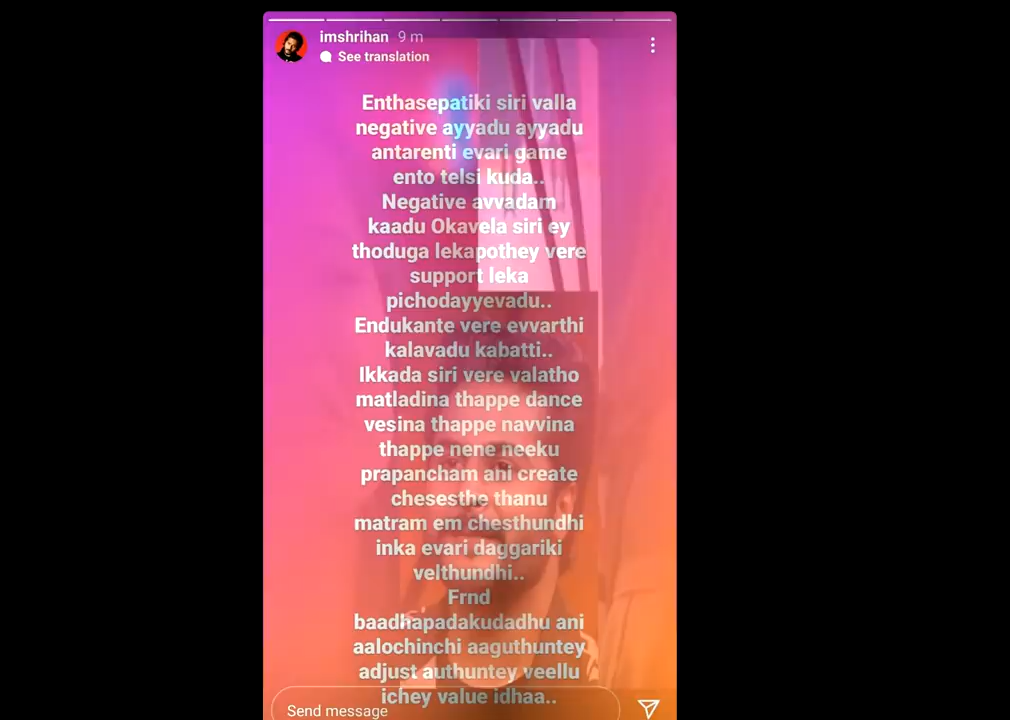 imshrihan 9 m
See translation
Enthasepatiki siri valla
negative ayyadu ayyadu
antarenti evari game
ento telsi kuda..
Negative avvadam
kaadu Okavela siri ey
thoduga lekapothey vere
support leka
pichodayyevadu..
Endukante vere evvarthi
kalavadu kabatti..
Ikkada siri vere valatho
matladina thappe dance
vesina thappe navvina
thappe nene neeku
prapancham ani create
chesesthe thanu
matram em chesthundhi
inka evari daggariki
velthundhi..
Frnd
baadhapadakudadhu ani
aalochinchi aaguthuntey
adjust authuntey veellu
ichey value idhaa..
Send message